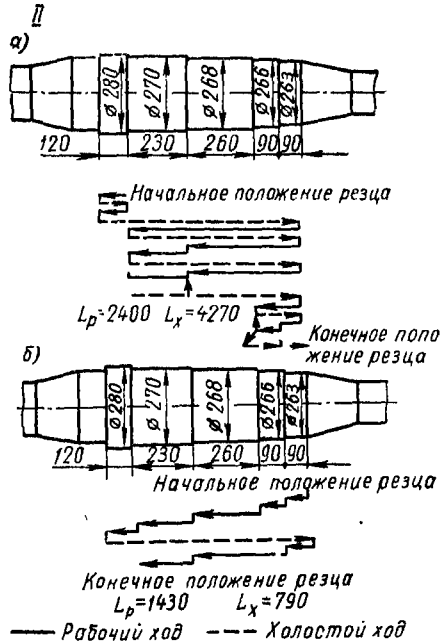 II
а)
⌀280 ⌀270 ⌀268 ⌀266 ⌀263
120 230 260 90 90
Начальное положение резца
Lр=2400 Lх=4270
Конечное поло-
жение резца
б)
⌀280 ⌀270 ⌀268 ⌀266 ⌀263
120 230 260 90 90
Начальное положение резца
Конечное положение резца
Lр=1430 Lх=790
Рабочий ход Холостой ход